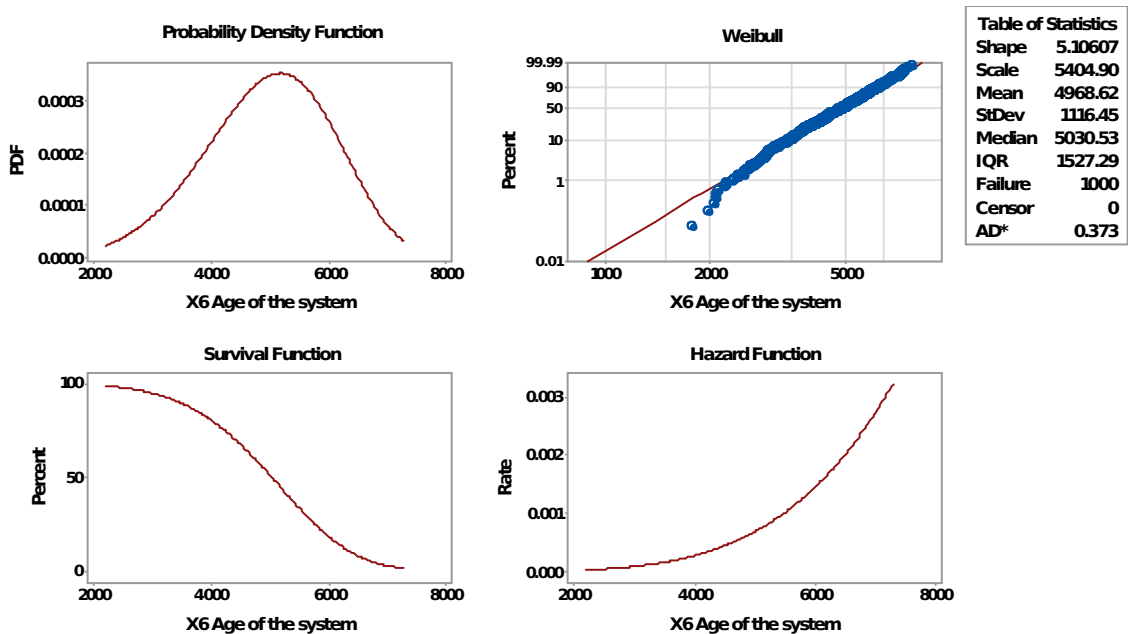 Probability Density Function
PDF
0.0003
0.0002
0.0001
0.0000
2000 4000 6000 8000
X6 Age of the system
Weibull
Percent
99.99
90
50
10
1
0.01
1000 2000 5000
X6 Age of the system
Table of Statistics
Shape 5.10607
Scale 5404.90
Mean 4968.62
StDev 1116.45
Median 5030.53
IQR 1527.29
Failure 1000
Censor 0
AD* 0.373
Survival Function
Percent
100
50
0
2000 4000 6000 8000
X6 Age of the system
Hazard Function
Rate
0.003
0.002
0.001
0.000
2000 4000 6000 8000
X6 Age of the system